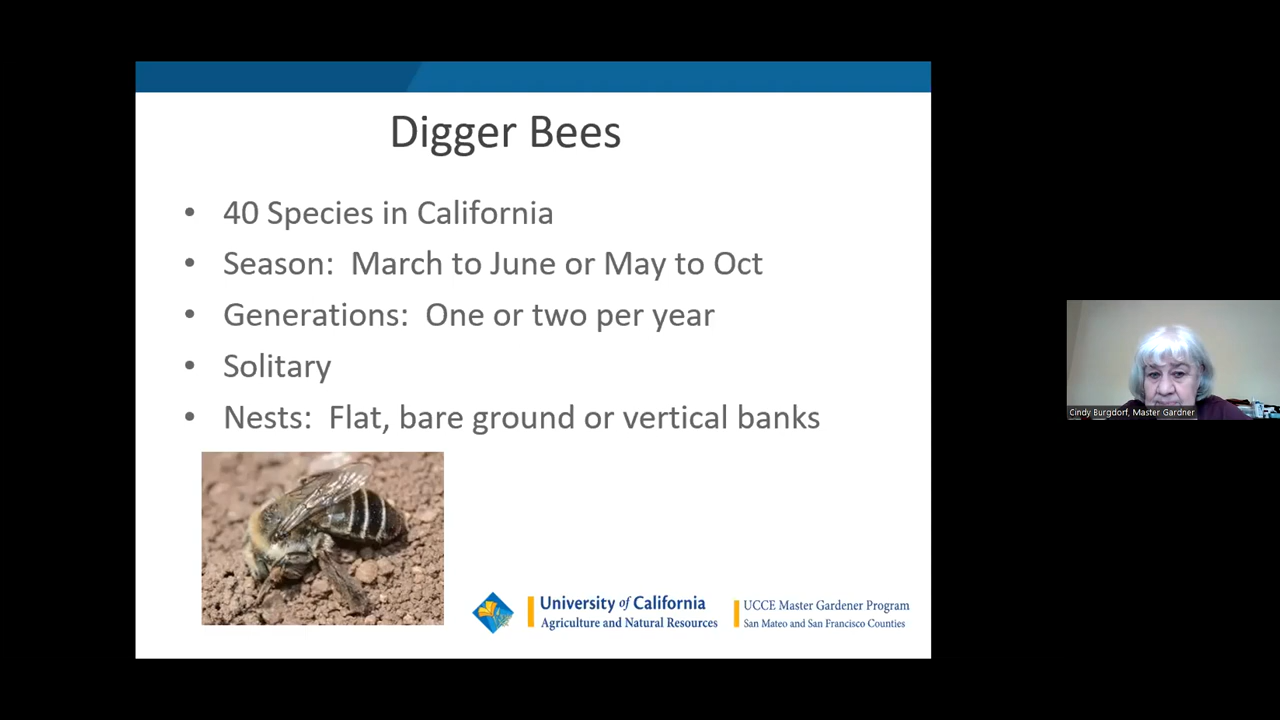 Digger Bees
• 40 Species in California
• Season: March to June or May to Oct
• Generations: One or two per year
• Solitary
• Nests: Flat, bare ground or vertical banks
University of California
Agriculture and Natural Resources
UCCE Master Gardener Program
San Mateo and San Francisco Counties
Cindy Burgdorf, Master Gardner